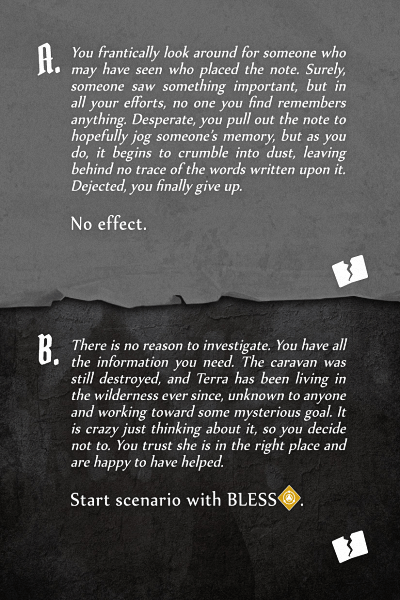 A. You frantically look around for someone who
may have seen who placed the note. Surely,
someone saw something important, but in
all your efforts, no one you find remembers
anything. Desperate, you pull out the note to
hopefully jog someone's memory, but as you
do, it begins to crumble into dust, leaving
behind no trace of the words written upon it.
Dejected, you finally give up.
No effect.
B. There is no reason to investigate. You have all
the information you need. The caravan was
still destroyed, and Terra has been living in
the wilderness ever since, unknown to anyone
and working toward some mysterious goal. It
is crazy just thinking about it, so you decide
not to. You trust she is in the right place and
are happy to have helped.
Start scenario with BLESS.